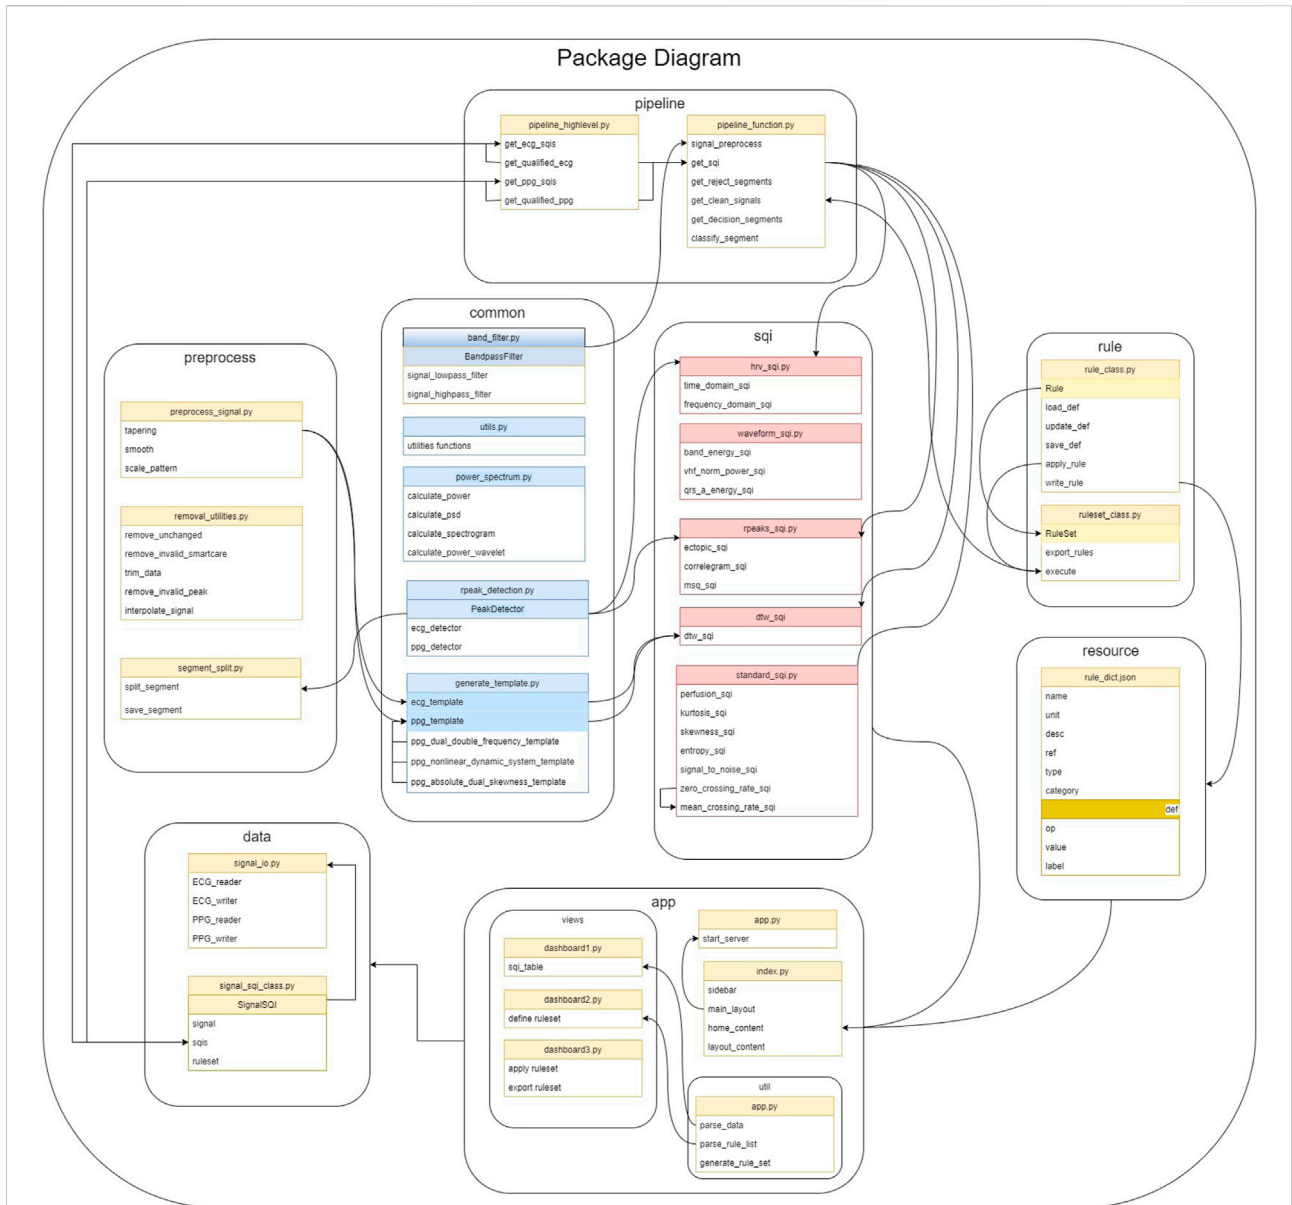 Package Diagram
pipeline
pipeline_highlevel.py
get_ecg_sqis
get_qualified_ecg
get_ppg_sqis
get_qualified_ppg
pipeline_function.py
signal_preprocess
get_sqi
get_reject_segments
get_clean_signals
get_decision_segments
classify_segment
preprocess
preprocess_signal.py
tapering
smooth
scale_pattern
removal_utilities.py
remove_unchanged
remove_invalid_smartcare
trim_data
remove_invalid_peak
interpolate_signal
segment_split.py
split_segment
save_segment
common
band_filter.py
BandpassFilter
signal_lowpass_filter
signal_highpass_filter
utils.py
utilities functions
power_spectrum.py
calculate_power
calculate_psd
calculate_spectrogram
calculate_power_wavelet
rpeak_detection.py
PeakDetector
ecg_detector
ppg_detector
generate_template.py
ecg_template
ppg_template
ppg_dual_double_frequency_template
ppg_nonlinear_dynamic_system_template
ppg_absolute_dual_skewness_template
sqi
hrv_sqi.py
time_domain_sqi
frequency_domain_sqi
waveform_sqi.py
band_energy_sqi
vhf_norm_power_sqi
qrs_a_energy_sqi
rpeaks_sqi.py
ectopic_sqi
correlegram_sqi
msq_sqi
dtw_sqi
dtw_sqi
standard_sqi.py
perfusion_sqi
kurtosis_sqi
skewness_sqi
entropy_sqi
signal_to_noise_sqi
zero_crossing_rate_sqi
mean_crossing_rate_sqi
rule
rule_class.py
Rule
load_def
update_def
save_def
apply_rule
write_rule
ruleset_class.py
RuleSet
export_rules
execute
resource
rule_dict.json
name
unit
desc
ref
type
category
def
op
value
label
data
signal_io.py
ECG_reader
ECG_writer
PPG_reader
PPG_writer
signal_sqi_class.py
SignalSQI
signal
sqis
ruleset
app
views
dashboard1.py
sqi_table
dashboard2.py
define ruleset
dashboard3.py
apply ruleset
export ruleset
app.py
start_server
index.py
sidebar
main_layout
home_content
layout_content
util
app.py
parse_data
parse_rule_list
generate_rule_set